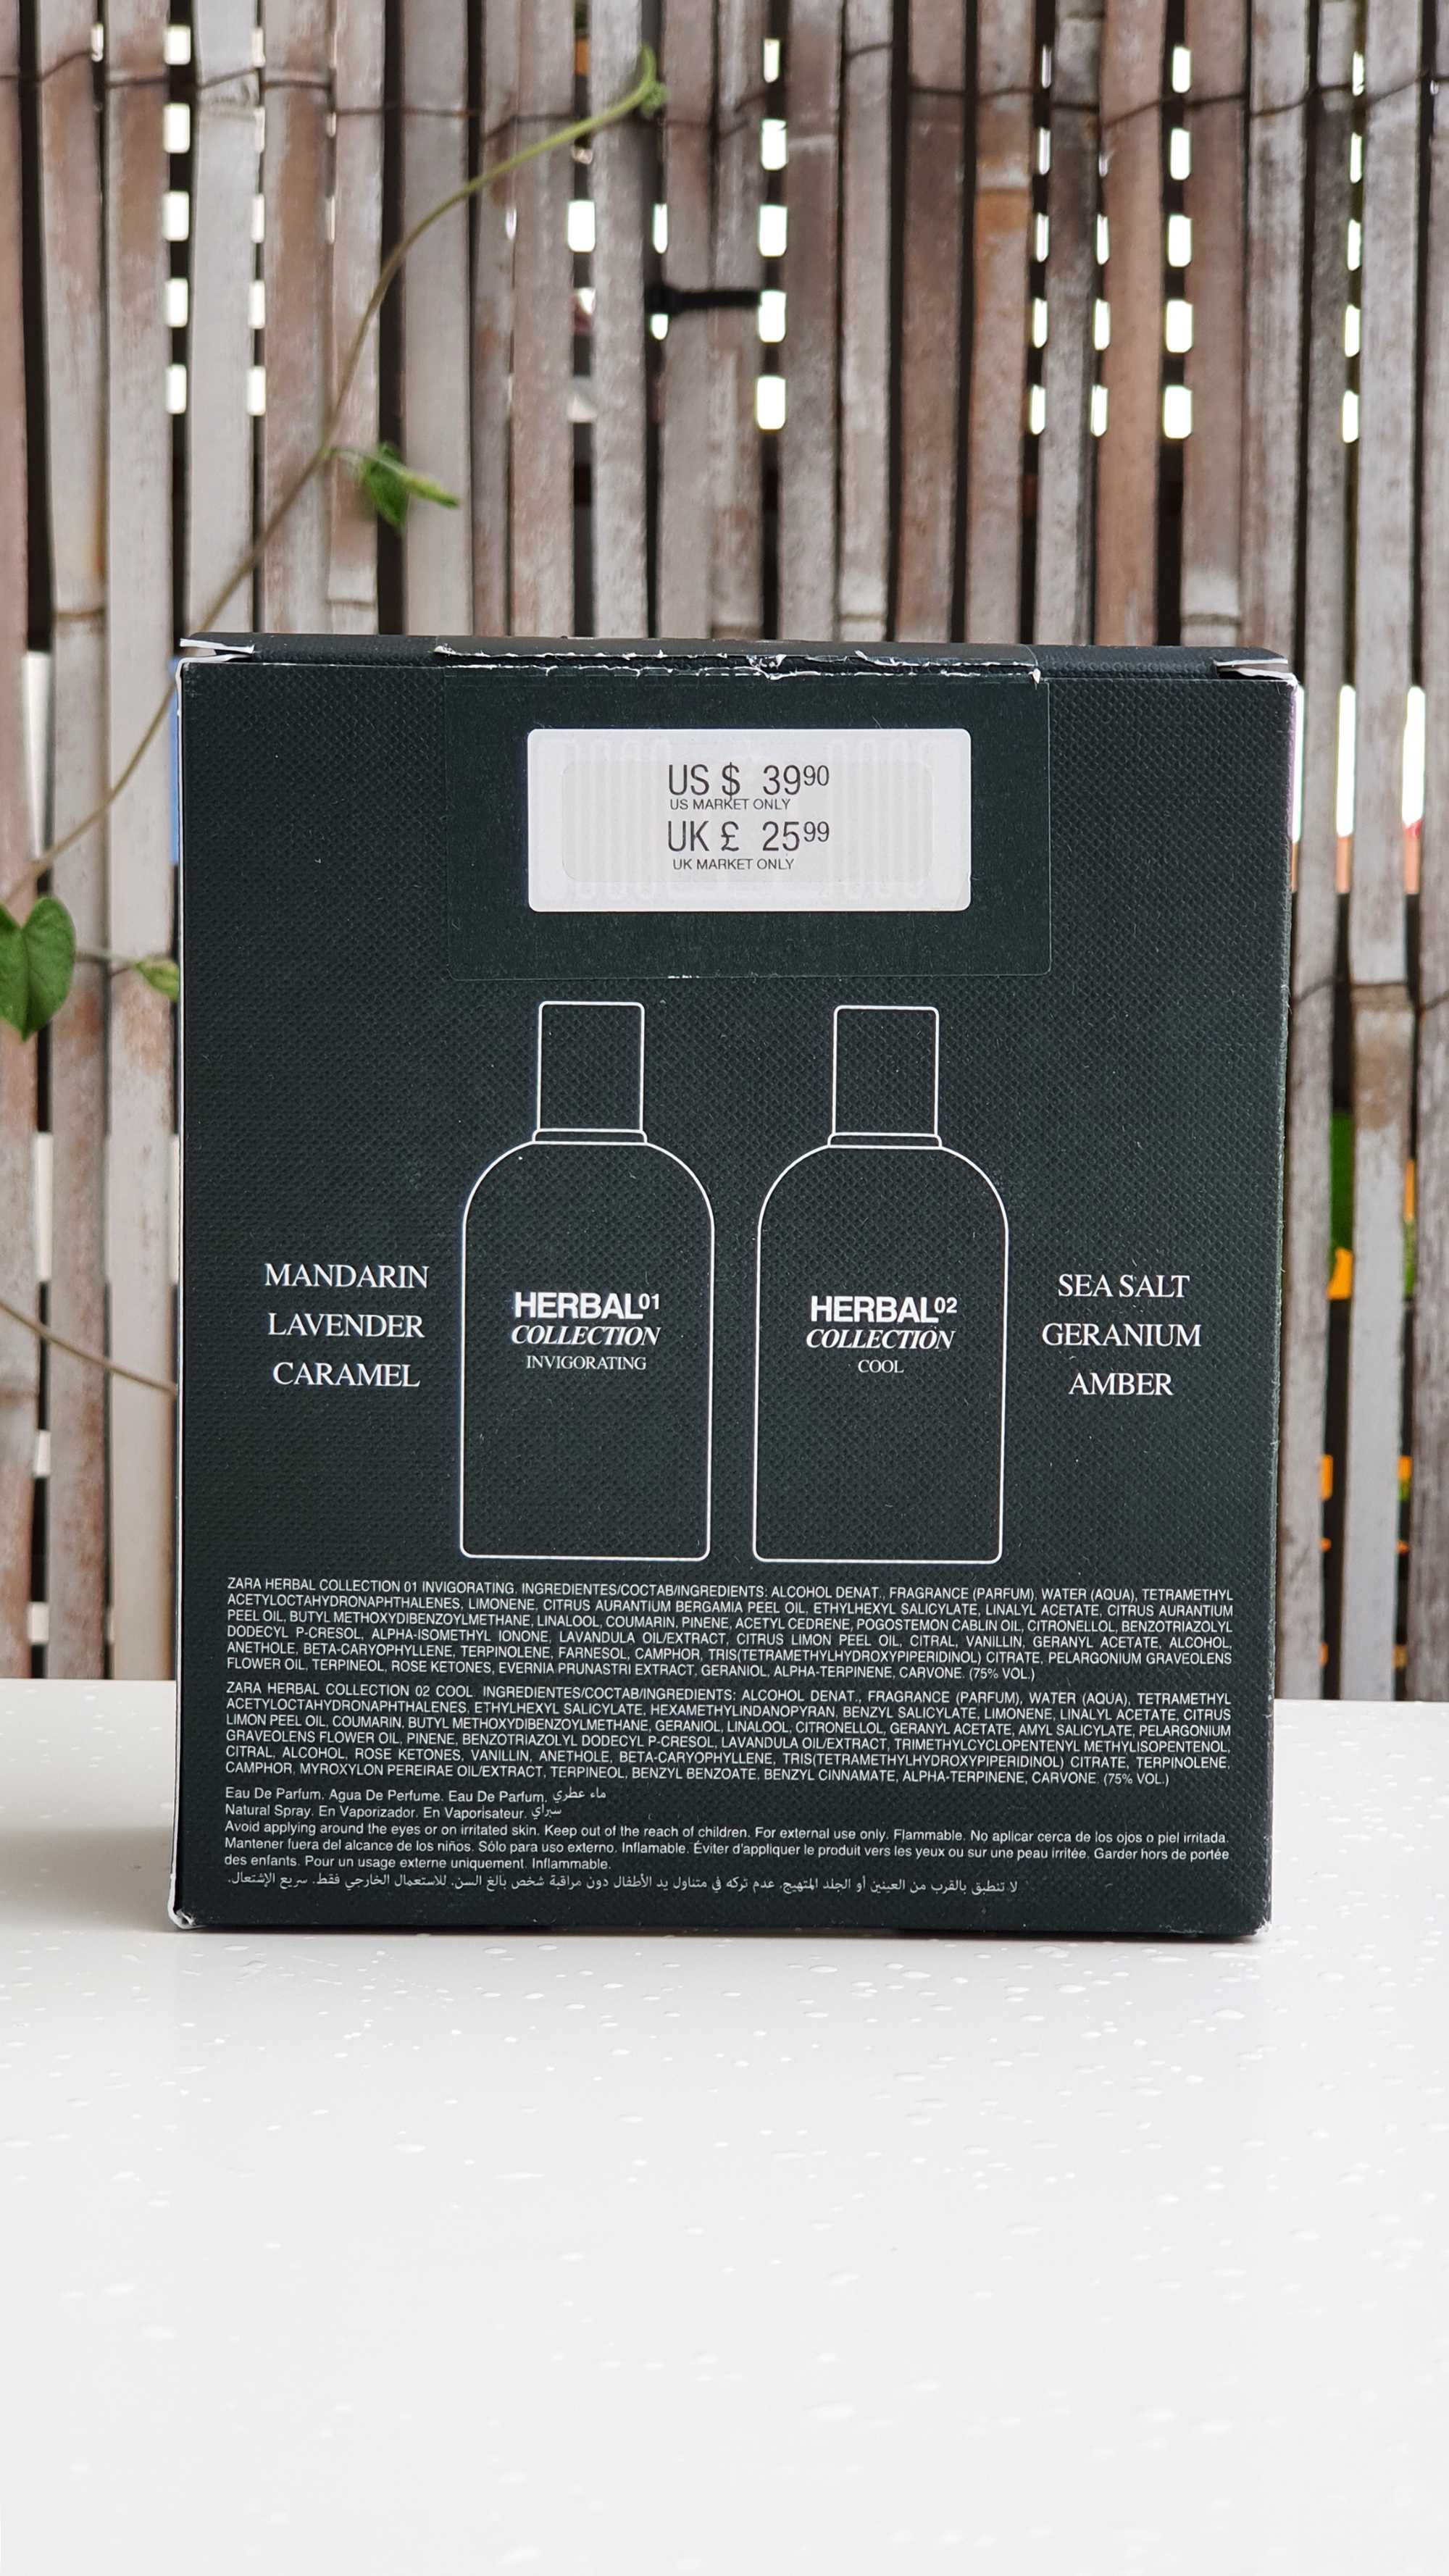 US $ 39⁹⁰
US MARKET ONLY
UK £ 25⁹⁹
UK MARKET ONLY
MANDARIN
LAVENDER
CARAMEL
HERBAL⁰¹
COLLECTION
INVIGORATING
HERBAL⁰²
COLLECTION
COOL
SEA SALT
GERANIUM
AMBER
ZARA HERBAL COLLECTION 01 INVIGORATING. INGREDIENTES/COCTAB/INGREDIENTS: ALCOHOL DENAT., FRAGRANCE (PARFUM), WATER (AQUA), TETRAMETHYL
ACETYLOCTAHYDRONAPHTHALENES, LIMONENE, CITRUS AURANTIUM BERGAMIA PEEL OIL, ETHYLHEXYL SALICYLATE, LINALYL ACETATE, CITRUS AURANTIUM
PEEL OIL, BUTYL METHOXYDIBENZOYLMETHANE, LINALOOL, COUMARIN, PINENE, ACETYL CEDRENE, POGOSTEMON CABLIN OIL, CITRONELLOL, BENZOTRIAZOLYL
DODECYL P-CRESOL, ALPHA-ISOMETHYL IONONE, LAVANDULA OIL/EXTRACT, CITRUS LIMON PEEL OIL, CITRAL, VANILLIN, GERANYL ACETATE, ALCOHOL,
ANETHOLE, BETA-CARYOPHYLLENE, TERPINOLENE, FARNESOL, CAMPHOR, TRIS(TETRAMETHYLHYDROXYPIPERIDINOL) CITRATE, PELARGONIUM GRAVEOLENS
FLOWER OIL, TERPINEOL, ROSE KETONES, EVERNIA PRUNASTRI EXTRACT, GERANIOL, ALPHA-TERPINENE, CARVONE. (75% VOL.)
ZARA HERBAL COLLECTION 02 COOL. INGREDIENTES/COCTAB/INGREDIENTS: ALCOHOL DENAT., FRAGRANCE (PARFUM), WATER (AQUA), TETRAMETHYL
ACETYLOCTAHYDRONAPHTHALENES, ETHYLHEXYL SALICYLATE, HEXAMETHYLINDANOPYRAN, BENZYL SALICYLATE, LIMONENE, LINALYL ACETATE, CITRUS
LIMON PEEL OIL, COUMARIN, BUTYL METHOXYDIBENZOYLMETHANE, GERANIOL, LINALOOL, CITRONELLOL, GERANYL ACETATE, AMYL SALICYLATE, PELARGONIUM
GRAVEOLENS FLOWER OIL, PINENE, BENZOTRIAZOLYL DODECYL P-CRESOL, LAVANDULA OIL/EXTRACT, TRIMETHYLCYCLOPENTENYL METHYLISOPENTENOL,
CITRAL, ALCOHOL, ROSE KETONES, VANILLIN, ANETHOLE, BETA-CARYOPHYLLENE, TRIS(TETRAMETHYLHYDROXYPIPERIDINOL) CITRATE, TERPINOLENE,
CAMPHOR, MYROXYLON PEREIRAE OIL/EXTRACT, TERPINEOL, BENZYL BENZOATE, BENZYL CINNAMATE, ALPHA-TERPINENE, CARVONE. (75% VOL.)
Eau De Parfum. Agua De Perfume. Eau De Parfum. ماء عطري
Natural Spray. En Vaporizador. En Vaporisateur. سبراي
Avoid applying around the eyes or on irritated skin. Keep out of the reach of children. For external use only. Flammable. No aplicar cerca de los ojos o piel irritada.
Mantener fuera del alcance de los niños. Sólo para uso externo. Inflamable. Éviter d'appliquer le produit vers les yeux ou sur une peau irritée. Garder hors de portée
des enfants. Pour un usage externe uniquement. Inflammable.
لا تنطبق بالقرب من العينين أو الجلد المتهيج. عدم تركه في متناول يد الأطفال دون مراقبة شخص بالغ السن. للاستعمال الخارجي فقط. سريع الإشتعال.